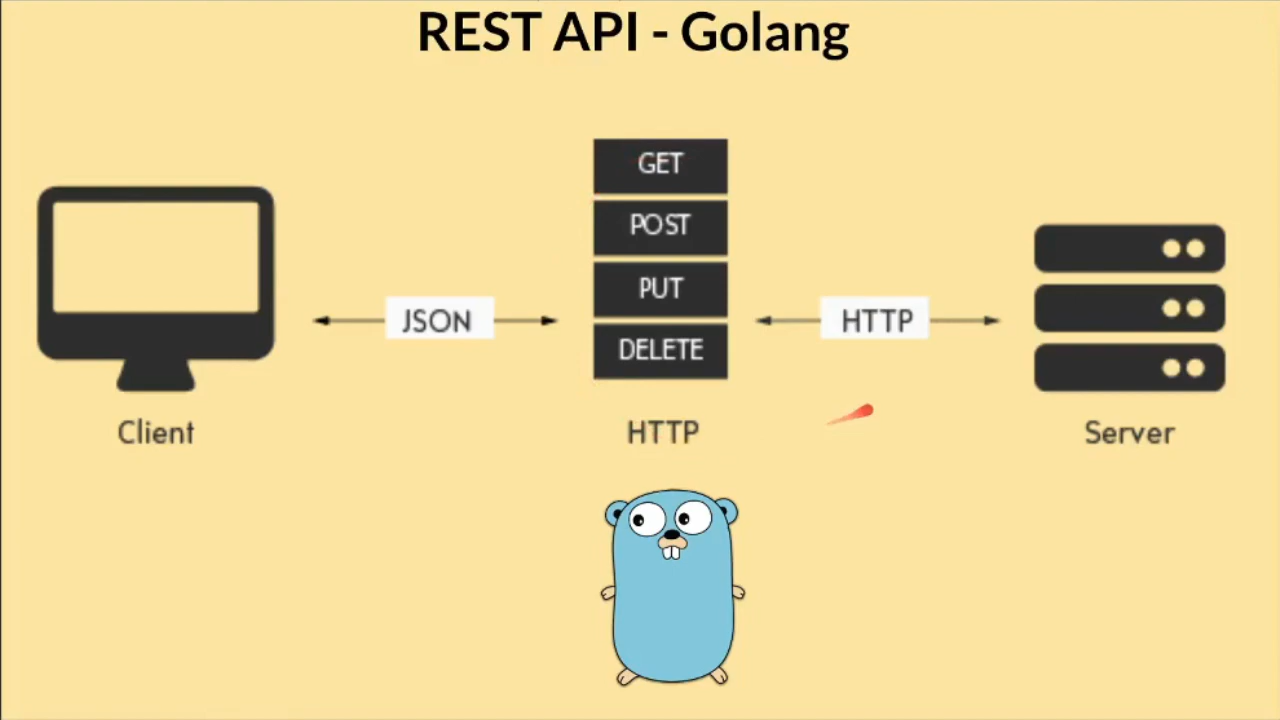 REST API - Golang
GET
POST
PUT
DELETE
JSON
HTTP
Client
HTTP
Server